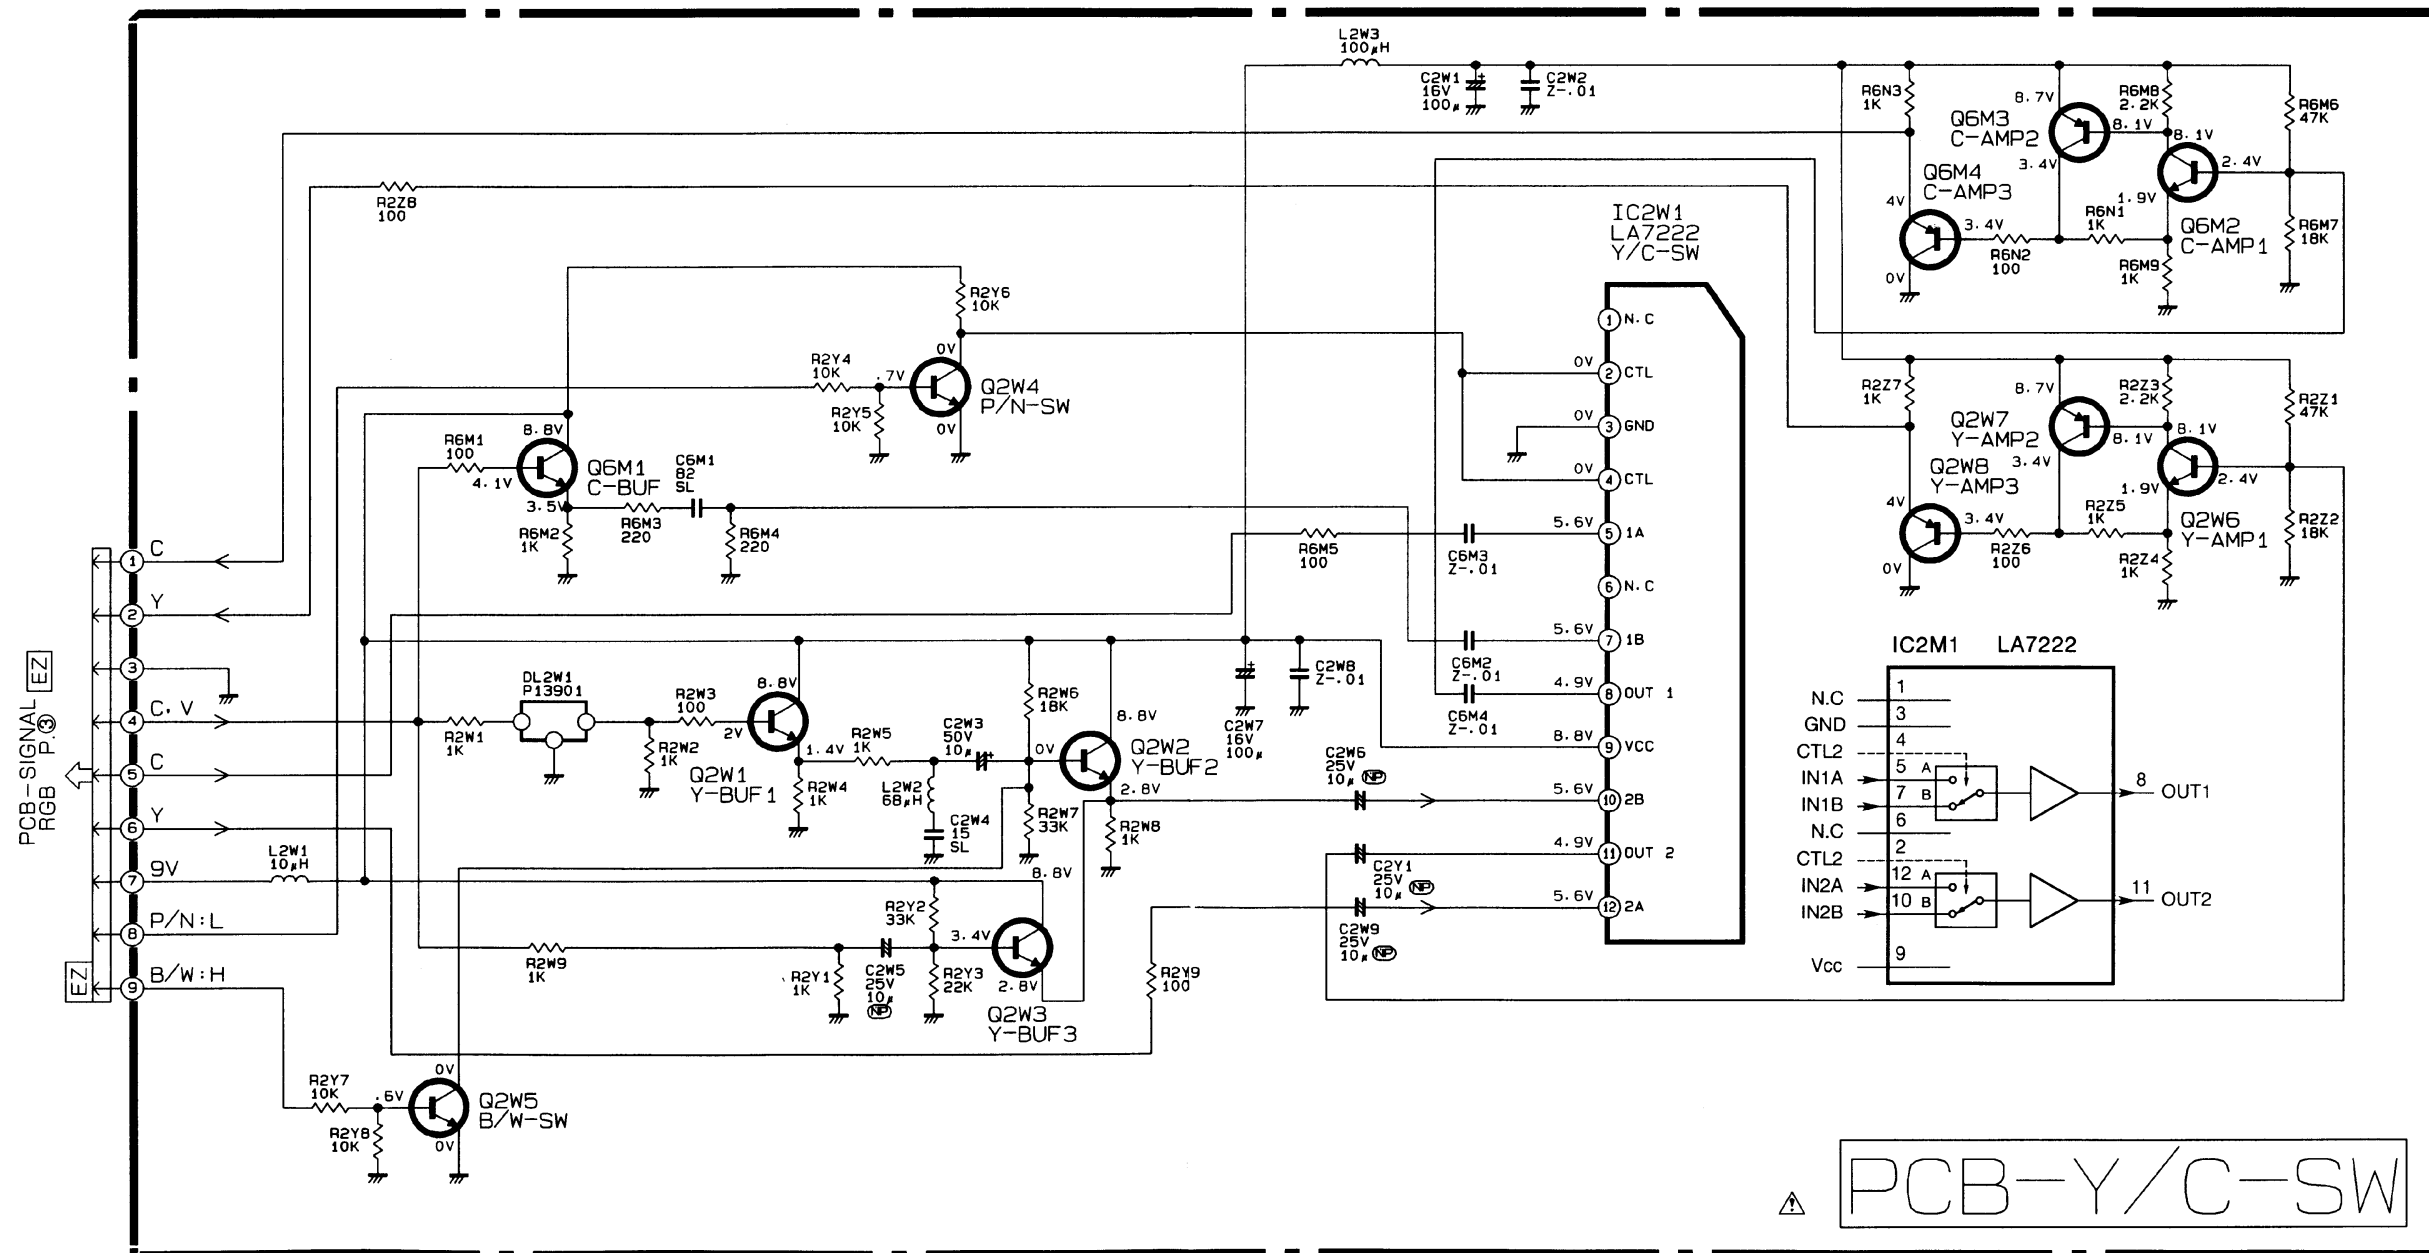 L2W3
100μH
C2W1
16V
100μ
C2W2
Z-.01
R6N3
1K
8.7V
Q6M3
C-AMP2
3.4V
R6M8
2.2K
8.1V
8.1V
R6M6
47K
2.4V
Q6M4
C-AMP3
4V
3.4V
R6N2
100
0V
R6N1
1K
1.9V
Q6M2
C-AMP1
R6M7
18K
R6M9
1K
R2Z8
100
IC2W1
LA7222
Y/C-SW
1 N.C
0V 2 CTL
0V 3 GND
0V 4 CTL
5.6V 5 1A
6 N.C
5.6V 7 1B
4.9V 8 OUT 1
8.8V 9 VCC
5.6V 10 2B
4.9V 11 OUT 2
5.6V 12 2A
R2Y6
10K
0V
R2Y4
10K
.7V
Q2W4
P/N-SW
R2Y5
10K
0V
8.8V
R6M1
100
4.1V
Q6M1
C-BUF
3.5V
C6M1
82
SL
R6M2
1K
R6M3
220
R6M4
220
R6M5
100
C6M3
Z-.01
R2Z7
1K
8.7V
Q2W7
Y-AMP2
3.4V
R2Z3
2.2K
8.1V
8.1V
R2Z1
47K
2.4V
Q2W8
Y-AMP3
4V
3.4V
R2Z6
100
0V
R2Z5
1K
1.9V
Q2W6
Y-AMP1
R2Z2
18K
R2Z4
1K
PCB-SIGNAL EZ
RGB P.③
EZ
1 C
2 Y
3
4 C,V
5 C
6 Y
7 9V
8 P/N:L
9 B/W:H
L2W1
10μH
DL2W1
P13901
R2W1
1K
R2W2
1K
R2W3
100
2V
8.8V
Q2W1
Y-BUF1
1.4V
R2W4
1K
R2W5
1K
C2W3
50V
10μ
L2W2
68μH
C2W4
15
SL
R2W6
18K
0V
8.8V
Q2W2
Y-BUF2
2.8V
R2W7
33K
R2W8
1K
C2W7
16V
100μ
C2W8
Z-.01
C6M2
Z-.01
C6M4
Z-.01
C2W6
25V
10μ NP
C2Y1
25V
10μ NP
C2W9
25V
10μ NP
R2W9
1K
R2Y1
1K
C2W5
25V
10μ
NP
R2Y2
33K
R2Y3
22K
3.4V
8.8V
2.8V
Q2W3
Y-BUF3
R2Y9
100
R2Y7
10K
R2Y8
10K
.6V
0V
Q2W5
B/W-SW
0V
IC2M1 LA7222
N.C 1
GND 3
CTL2 4
IN1A 5 A
IN1B 7 B
N.C 6
CTL2 2
IN2A 12 A
IN2B 10 B
Vcc 9
8 OUT1
11 OUT2
PCB-Y/C-SW